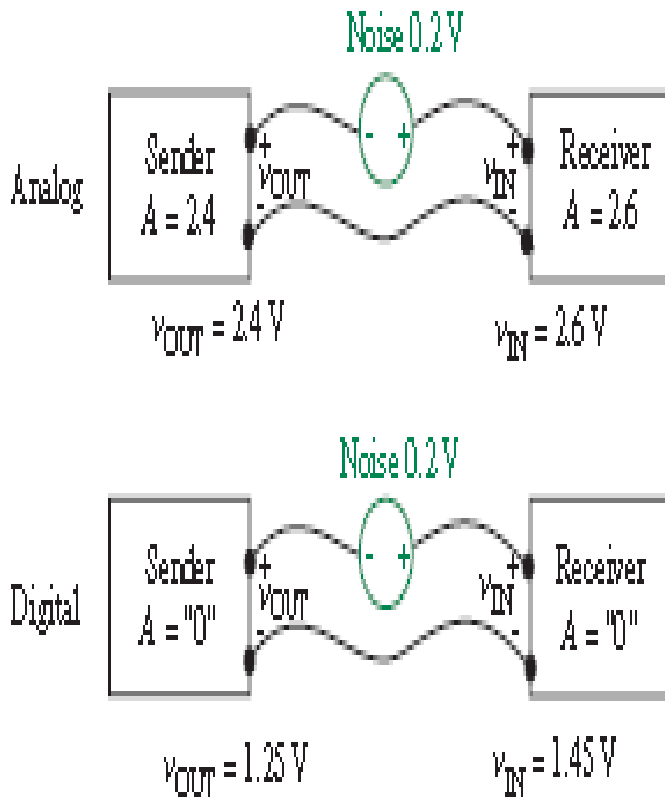 Noise 0.2 V
Analog
Sender
A = 2.4
+
vOUT
-
- +
+
vIN
-
Receiver
A = 2.6
vOUT = 2.4 V
vIN = 2.6 V
Noise 0.2 V
Digital
Sender
A = "0"
+
vOUT
-
- +
+
vIN
-
Receiver
A = "0"
vOUT = 1.25 V
vIN = 1.45 V